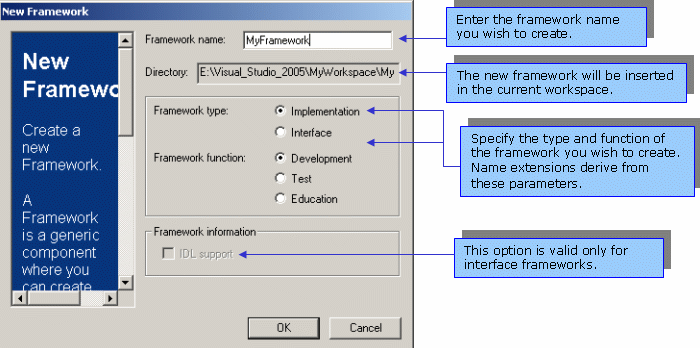 New Framework
New
Framewo
Create a
new
Framework.
A
Framework
is a generic
component
where you
can create
Framework name:
MyFramework
Directory:
E:\Visual_Studio_2005\MyWorkspace\My
Framework type:
Implementation
Interface
Framework function:
Development
Test
Education
Framework information
IDL support
OK
Cancel
Enter the framework name
you wish to create.
The new framework will be inserted
in the current workspace.
Specify the type and function of
the framework you wish to create.
Name extensions derive from
these parameters.
This option is valid only for
interface frameworks.